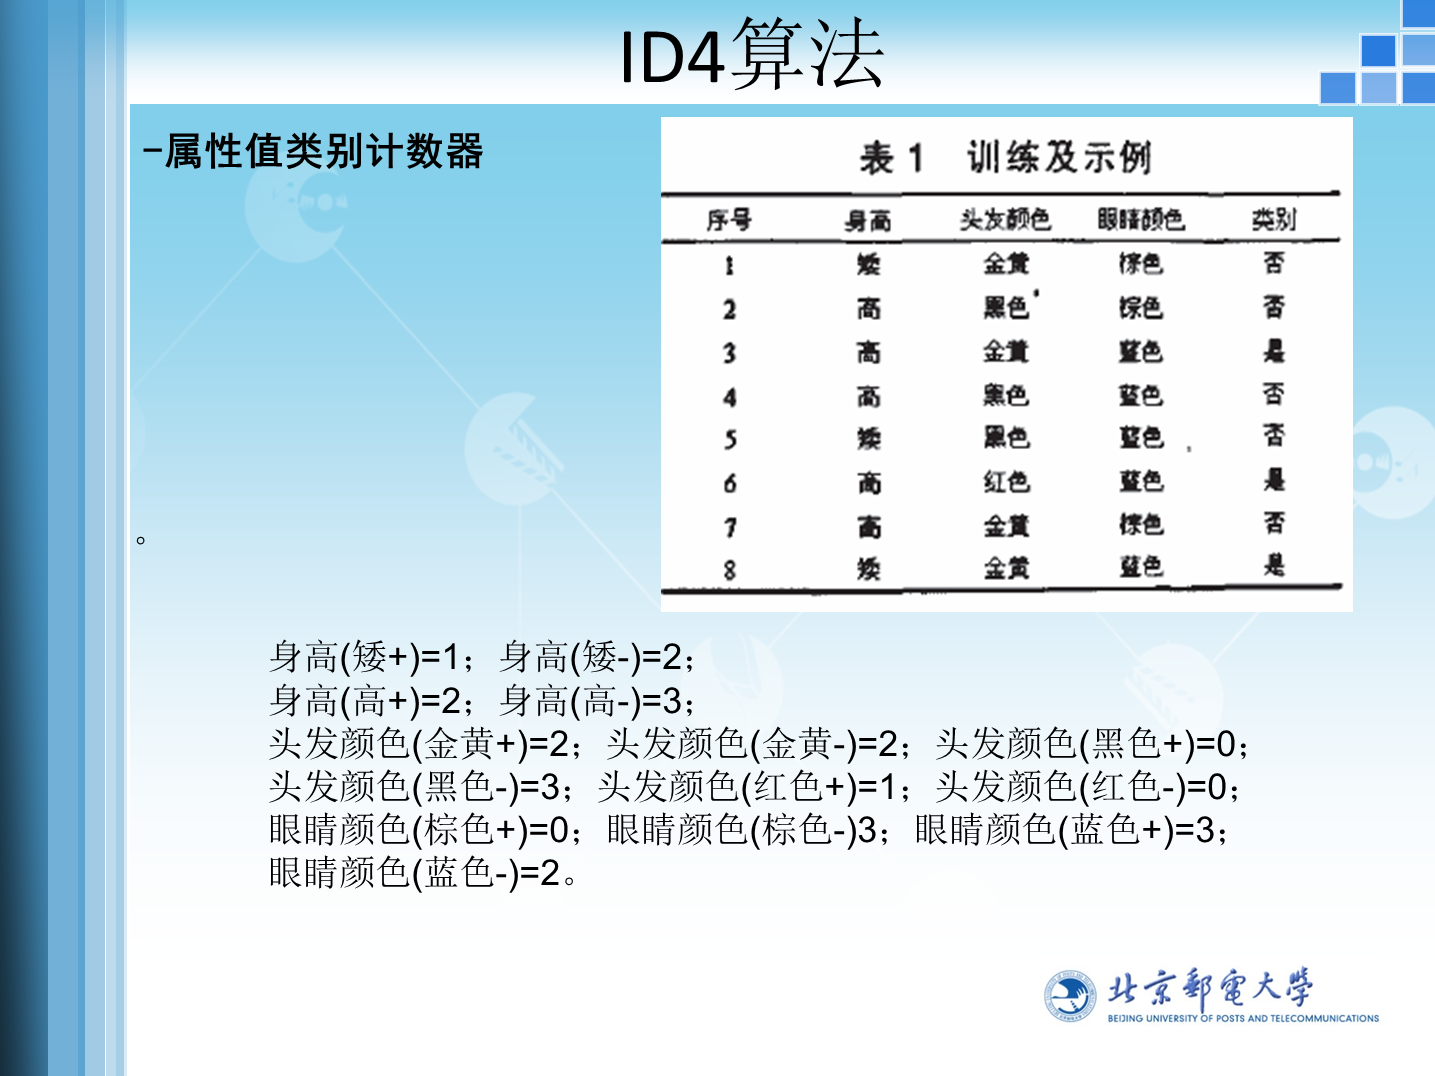 ID4算法
-属性值类别计数器
表1 训练及示例
序号 身高 头发颜色 眼睛颜色 类别
1 矮 金黄 棕色 否
2 高 黑色 棕色 否
3 高 金黄 蓝色 是
4 高 黑色 蓝色 否
5 矮 黑色 蓝色 否
6 高 红色 蓝色 是
7 高 金黄 棕色 否
8 矮 金黄 蓝色 是
。
身高(矮+)=1；身高(矮-)=2；
身高(高+)=2；身高(高-)=3；
头发颜色(金黄+)=2；头发颜色(金黄-)=2；头发颜色(黑色+)=0；
头发颜色(黑色-)=3；头发颜色(红色+)=1；头发颜色(红色-)=0；
眼睛颜色(棕色+)=0；眼睛颜色(棕色-)3；眼睛颜色(蓝色+)=3；
眼睛颜色(蓝色-)=2。
北京郵電大學
BEIJING UNIVERSITY OF POSTS AND TELECOMMUNICATIONS